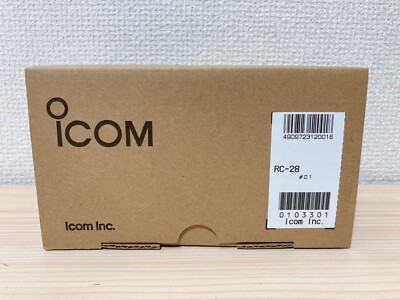 ICOM
Icom Inc.
4909723120018
RC-28
#01
0103301
Icom Inc.